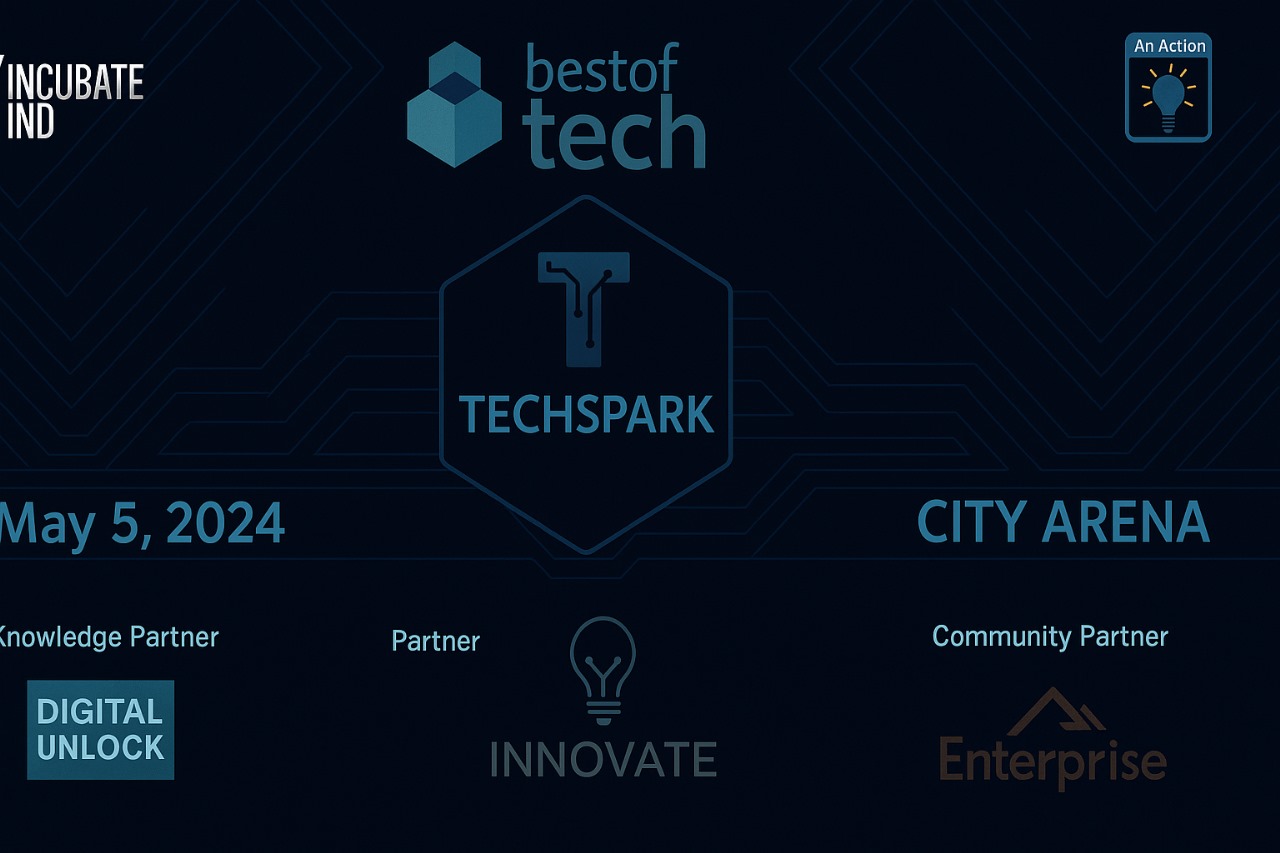 INCUBATE
IND
bestof
tech
An Action
TECHSPARK
May 5, 2024
CITY ARENA
Knowledge Partner
Partner
Community Partner
DIGITAL
UNLOCK
INNOVATE
Enterprise